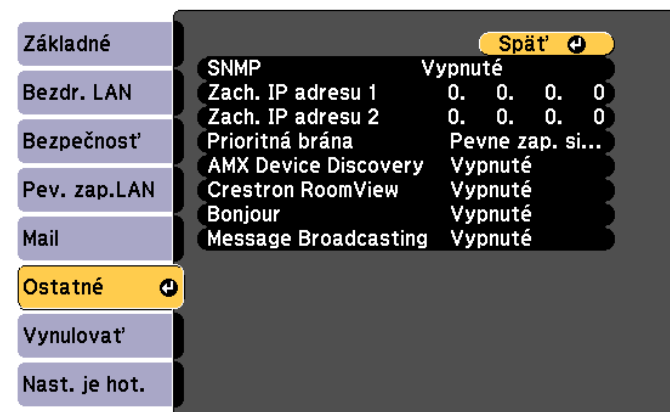 Základné
Bezdr. LAN
Bezpečnosť
Pev. zap.LAN
Mail
Ostatné
Vynulovať
Nast. je hot.
Späť
SNMP Vypnuté
Zach. IP adresu 1 0. 0. 0. 0
Zach. IP adresu 2 0. 0. 0. 0
Prioritná brána Pevne zap. si...
AMX Device Discovery Vypnuté
Crestron RoomView Vypnuté
Bonjour Vypnuté
Message Broadcasting Vypnuté